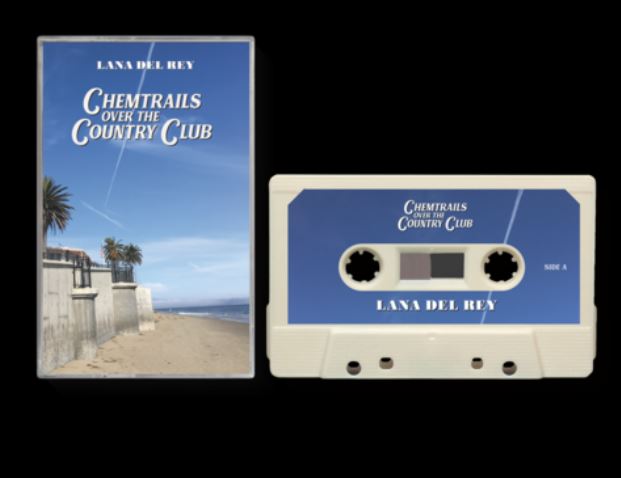 LANA DEL REY
CHEMTRAILS
OVER THE
COUNTRY CLUB
CHEMTRAILS
OVER THE
COUNTRY CLUB
SIDE A
LANA DEL REY